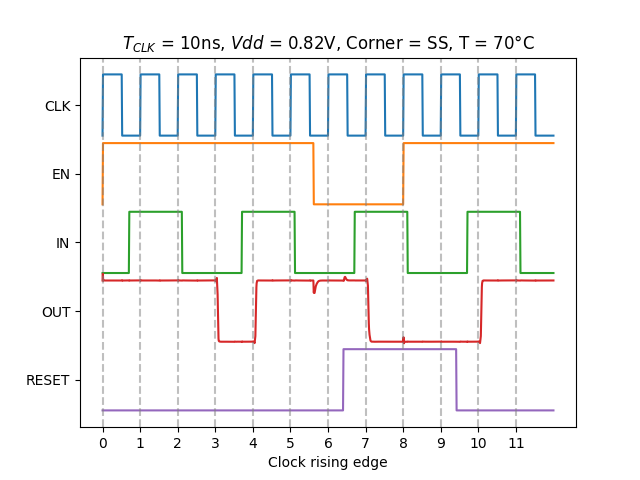 T_CLK = 10ns, Vdd = 0.82V, Corner = SS, T = 70°C
CLK
EN
IN
OUT
RESET
0 1 2 3 4 5 6 7 8 9 10 11
Clock rising edge